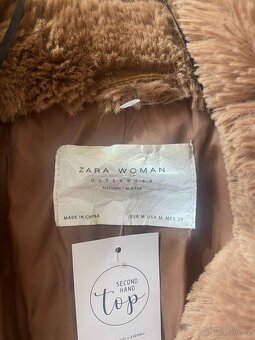 ZARA WOMAN
OUTERWEAR
AUTUMN / WINTER
MADE IN CHINA
EUR M USA M MEX 28
SECOND
HAND
top